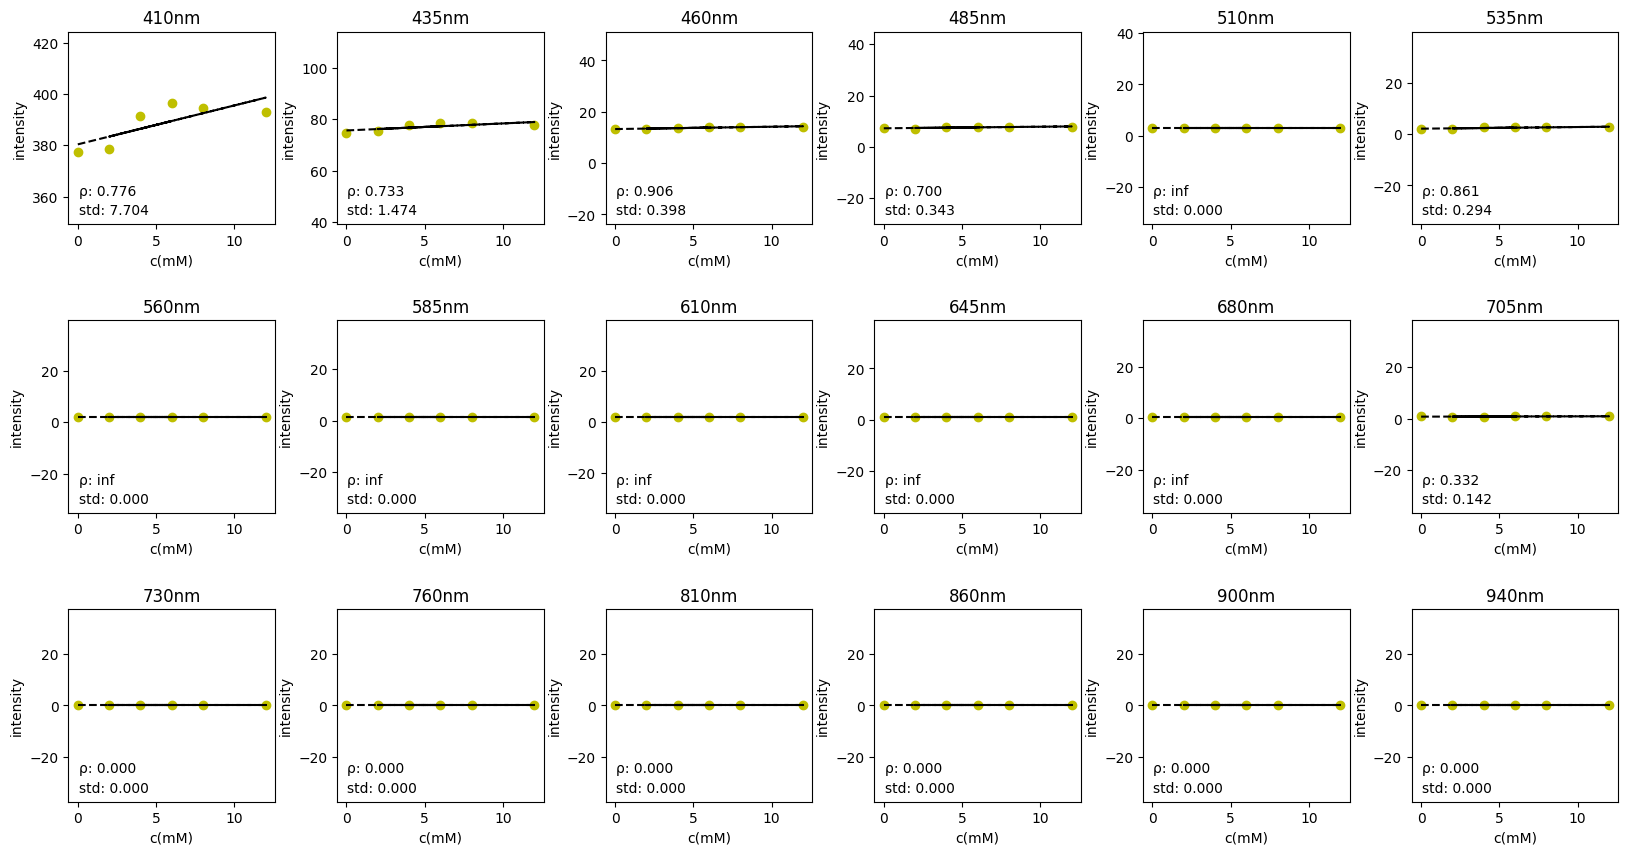 410nm
420
400
380
360
intensity
ρ: 0.776
std: 7.704
0
5
10
c(mM)
435nm
100
80
60
40
intensity
ρ: 0.733
std: 1.474
0
5
10
c(mM)
460nm
40
20
0
−20
intensity
ρ: 0.906
std: 0.398
0
5
10
c(mM)
485nm
40
20
0
−20
intensity
ρ: 0.700
std: 0.343
0
5
10
c(mM)
510nm
40
20
0
−20
intensity
ρ: inf
std: 0.000
0
5
10
c(mM)
535nm
20
0
−20
intensity
ρ: 0.861
std: 0.294
0
5
10
c(mM)
560nm
20
0
−20
intensity
ρ: inf
std: 0.000
0
5
10
c(mM)
585nm
20
0
−20
intensity
ρ: inf
std: 0.000
0
5
10
c(mM)
610nm
20
0
−20
intensity
ρ: inf
std: 0.000
0
5
10
c(mM)
645nm
20
0
−20
intensity
ρ: inf
std: 0.000
0
5
10
c(mM)
680nm
20
0
−20
intensity
ρ: inf
std: 0.000
0
5
10
c(mM)
705nm
20
0
−20
intensity
ρ: 0.332
std: 0.142
0
5
10
c(mM)
730nm
20
0
−20
intensity
ρ: 0.000
std: 0.000
0
5
10
c(mM)
760nm
20
0
−20
intensity
ρ: 0.000
std: 0.000
0
5
10
c(mM)
810nm
20
0
−20
intensity
ρ: 0.000
std: 0.000
0
5
10
c(mM)
860nm
20
0
−20
intensity
ρ: 0.000
std: 0.000
0
5
10
c(mM)
900nm
20
0
−20
intensity
ρ: 0.000
std: 0.000
0
5
10
c(mM)
940nm
20
0
−20
intensity
ρ: 0.000
std: 0.000
0
5
10
c(mM)